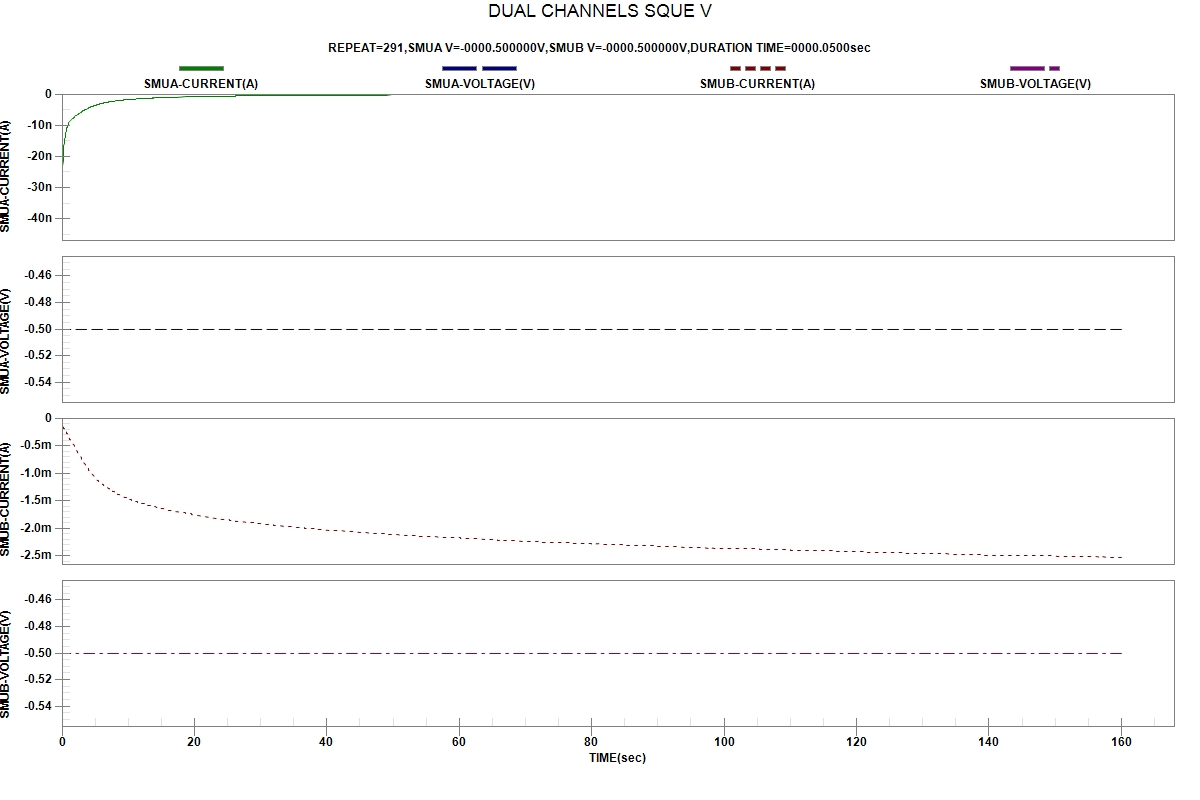 DUAL CHANNELS SQUE V
REPEAT=291,SMUA V=-0000.500000V,SMUB V=-0000.500000V,DURATION TIME=0000.0500sec
SMUA-CURRENT(A) SMUA-VOLTAGE(V) SMUB-CURRENT(A) SMUB-VOLTAGE(V)
SMUA-CURRENT(A)
0
-10n
-20n
-30n
-40n
SMUA-VOLTAGE(V)
-0.46
-0.48
-0.50
-0.52
-0.54
SMUB-CURRENT(A)
0
-0.5m
-1.0m
-1.5m
-2.0m
-2.5m
SMUB-VOLTAGE(V)
-0.46
-0.48
-0.50
-0.52
-0.54
0 20 40 60 80 100 120 140 160
TIME(sec)